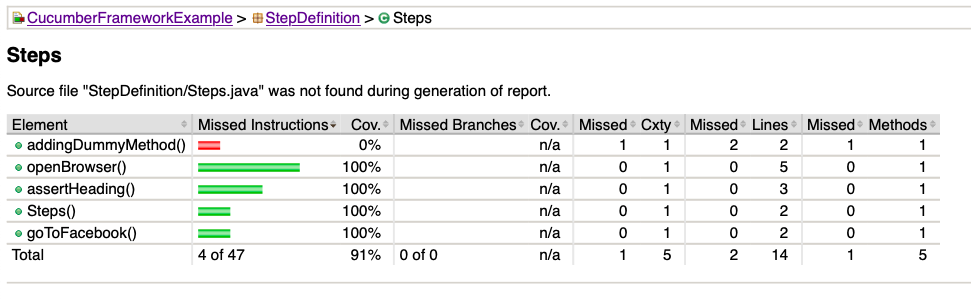 CucumberFrameworkExample > StepDefinition > Steps
Steps
Source file "StepDefinition/Steps.java" was not found during generation of report.
Element Missed Instructions Cov. Missed Branches Cov. Missed Cxty Missed Lines Missed Methods
addingDummyMethod() 0% n/a 1 1 2 2 1 1
openBrowser() 100% n/a 0 1 0 5 0 1
assertHeading() 100% n/a 0 1 0 3 0 1
Steps() 100% n/a 0 1 0 2 0 1
goToFacebook() 100% n/a 0 1 0 2 0 1
Total 4 of 47 91% 0 of 0 n/a 1 5 2 14 1 5